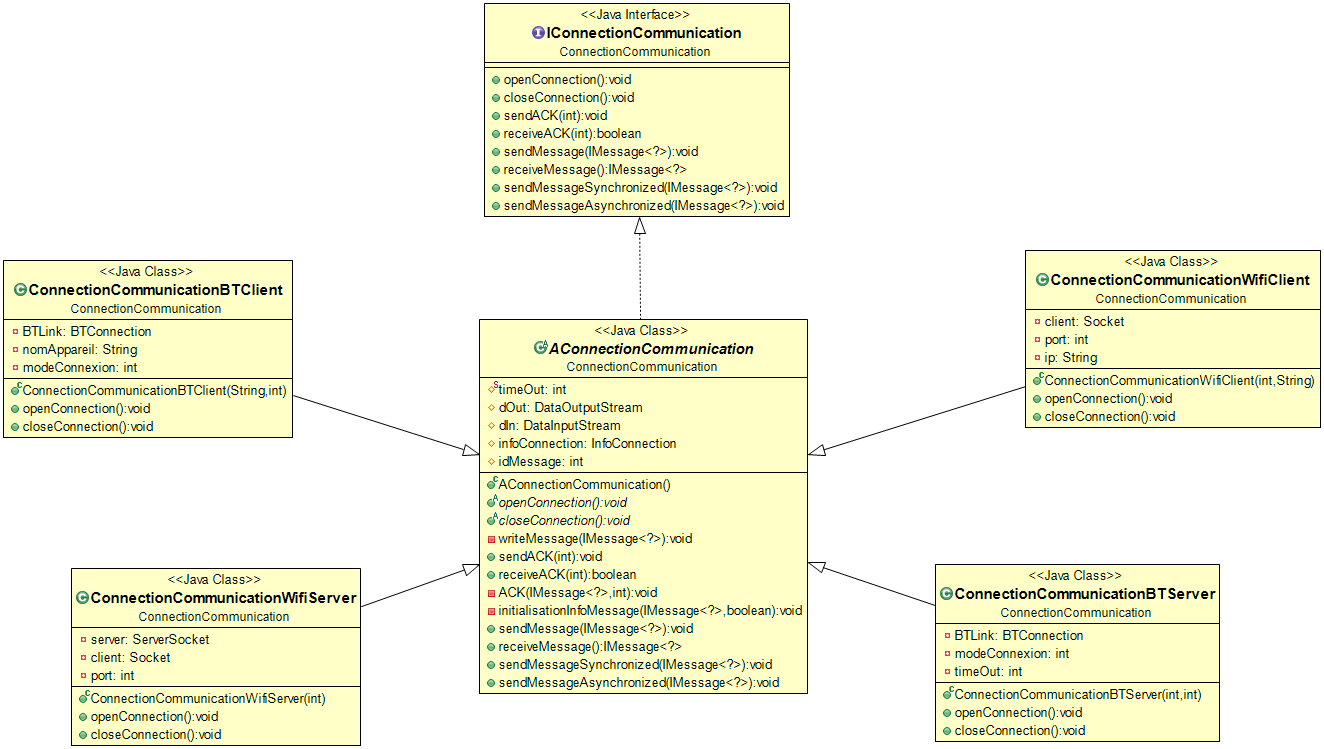 <<Java Interface>>
IConnectionCommunication
ConnectionCommunication
openConnection():void
closeConnection():void
sendACK(int):void
receiveACK(int):boolean
sendMessage(IMessage<?>):void
receiveMessage():IMessage<?>
sendMessageSynchronized(IMessage<?>):void
sendMessageAsynchronized(IMessage<?>):void
<<Java Class>>
ConnectionCommunicationBTClient
ConnectionCommunication
BTLink: BTConnection
nomAppareil: String
modeConnexion: int
ConnectionCommunicationBTClient(String,int)
openConnection():void
closeConnection():void
<<Java Class>>
ConnectionCommunicationWifiClient
ConnectionCommunication
client: Socket
port: int
ip: String
ConnectionCommunicationWifiClient(int,String)
openConnection():void
closeConnection():void
<<Java Class>>
AConnectionCommunication
ConnectionCommunication
timeOut: int
dOut: DataOutputStream
dIn: DataInputStream
infoConnection: InfoConnection
idMessage: int
AConnectionCommunication()
openConnection():void
closeConnection():void
writeMessage(IMessage<?>):void
sendACK(int):void
receiveACK(int):boolean
ACK(IMessage<?>,int):void
initialisationInfoMessage(IMessage<?>,boolean):void
sendMessage(IMessage<?>):void
receiveMessage():IMessage<?>
sendMessageSynchronized(IMessage<?>):void
sendMessageAsynchronized(IMessage<?>):void
<<Java Class>>
ConnectionCommunicationWifiServer
ConnectionCommunication
server: ServerSocket
client: Socket
port: int
ConnectionCommunicationWifiServer(int)
openConnection():void
closeConnection():void
<<Java Class>>
ConnectionCommunicationBTServer
ConnectionCommunication
BTLink: BTConnection
modeConnexion: int
timeOut: int
ConnectionCommunicationBTServer(int,int)
openConnection():void
closeConnection():void